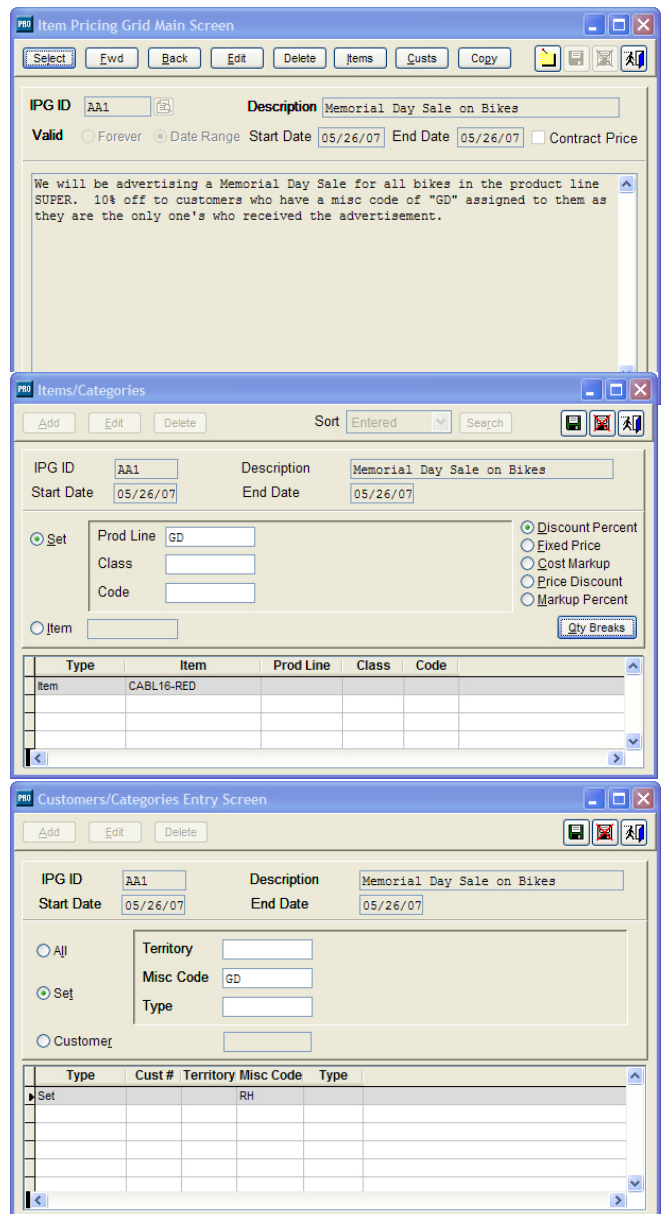 PRO Item Pricing Grid Main Screen
Select Fwd Back Edit Delete Items Custs Copy
IPG ID AA1 Description Memorial Day Sale on Bikes
Valid Forever Date Range Start Date 05/26/07 End Date 05/26/07 Contract Price
We will be advertising a Memorial Day Sale for all bikes in the product line
SUPER. 10% off to customers who have a misc code of "GD" assigned to them as
they are the only one's who received the advertisement.
PRO Items/Categories
Add Edit Delete Sort Entered Search
IPG ID AA1 Description Memorial Day Sale on Bikes
Start Date 05/26/07 End Date 05/26/07
Set Prod Line GD
Class
Code
Discount Percent
Fixed Price
Cost Markup
Price Discount
Markup Percent
Item Qty Breaks
Type Item Prod Line Class Code
Item CABL16-RED
PRO Customers/Categories Entry Screen
Add Edit Delete
IPG ID AA1 Description Memorial Day Sale on Bikes
Start Date 05/26/07 End Date 05/26/07
All Territory
Misc Code GD
Set
Type
Customer
Type Cust # Territory Misc Code Type
Set RH